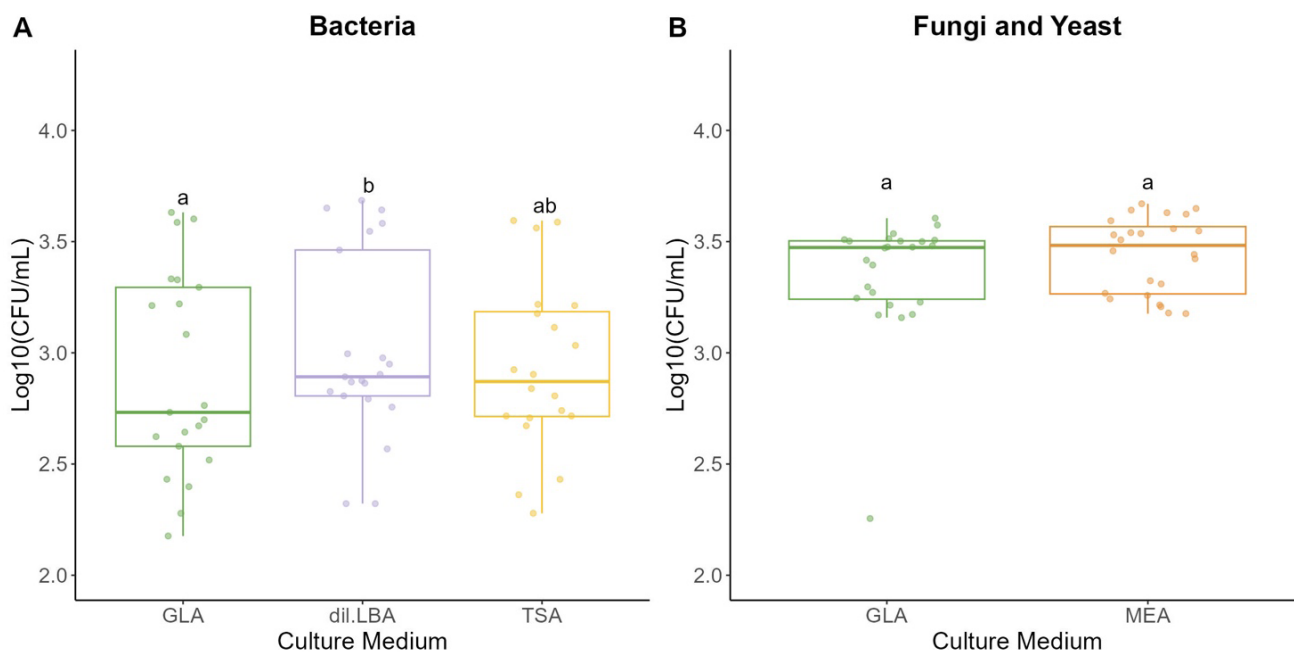 A
Bacteria
Log10(CFU/mL)
4.0
3.5
3.0
2.5
2.0
a
b
ab
GLA
dil.LBA
TSA
Culture Medium
B
Fungi and Yeast
Log10(CFU/mL)
4.0
3.5
3.0
2.5
2.0
a
a
GLA
MEA
Culture Medium